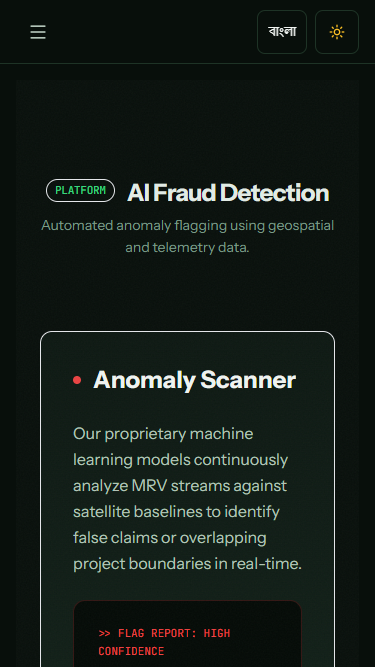 বাংলা
PLATFORM AI Fraud Detection
Automated anomaly flagging using geospatial
and telemetry data.
Anomaly Scanner
Our proprietary machine
learning models continuously
analyze MRV streams against
satellite baselines to identify
false claims or overlapping
project boundaries in real-time.
>> FLAG REPORT: HIGH
CONFIDENCE